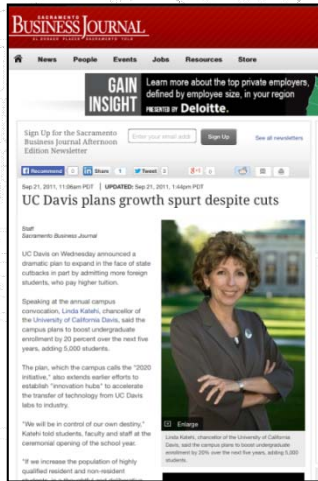 SACRAMENTO
BUSINESS JOURNAL
News People Events Jobs Resources Store
GAIN
INSIGHT
Learn more about the top private employers,
defined by employee size, in your region
PRESENTED BY Deloitte.
Sign Up for the Sacramento
Business Journal Afternoon
Edition Newsletter
Enter your email addr
Sign Up
See all newsletters
Recommend 0 Share 1 Tweet 3 +1 0
Sep 21, 2011, 11:06am PDT | UPDATED: Sep 21, 2011, 1:44pm PDT
UC Davis plans growth spurt despite cuts
Staff
Sacramento Business Journal
UC Davis on Wednesday announced a
dramatic plan to expand in the face of state
cutbacks in part by admitting more foreign
students, who pay higher tuition.
Speaking at the annual campus
convocation, Linda Katehi, chancellor of
the University of California Davis, said the
campus plans to boost undergraduate
enrollment by 20 percent over the next five
years, adding 5,000 students.
The plan, which the campus calls the "2020
initiative," also extends earlier efforts to
establish "innovation hubs" to accelerate
the transfer of technology from UC Davis
labs to industry.
"We will be in control of our own destiny,"
Katehi told students, faculty and staff at the
ceremonial opening of the school year.
"If we increase the population of highly
qualified resident and non-resident
Enlarge
Linda Katehi, chancellor of the University of California
Davis, said the campus plans to boost undergraduate
enrollment by 20% over the next five years, adding 5,000
students.